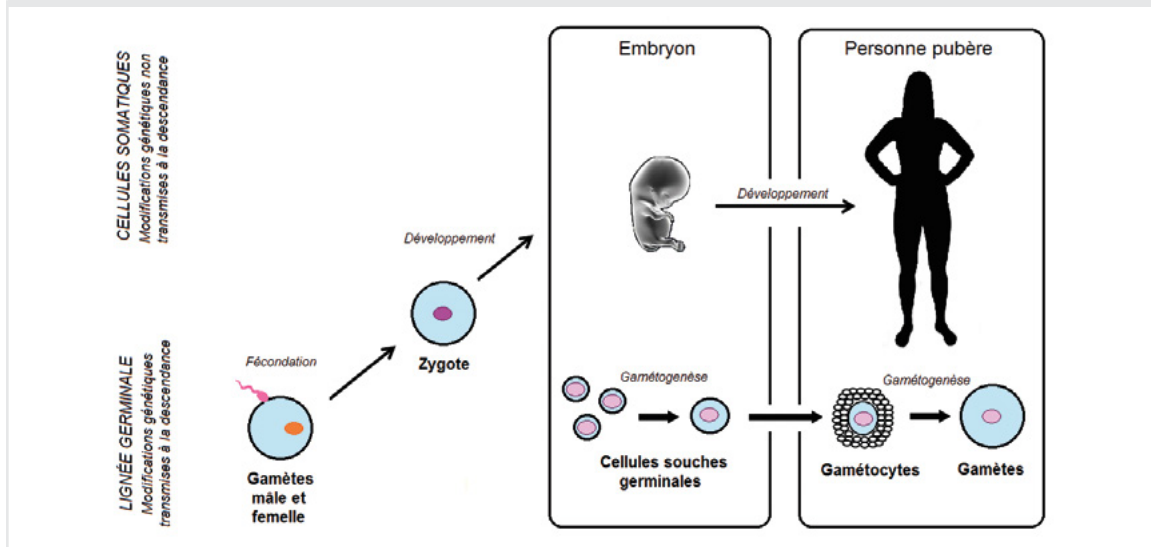 CELLULES SOMATIQUES
Modifications génétiques non
transmises à la descendance
LIGNÉE GERMINALE
Modifications génétiques
transmises à la descendance
Fécondation
Gamètes
mâle et
femelle
Développement
Zygote
Embryon
Développement
Gamétogenèse
Cellules souches
germinales
Personne pubère
Gamétogenèse
Gamétocytes
Gamètes